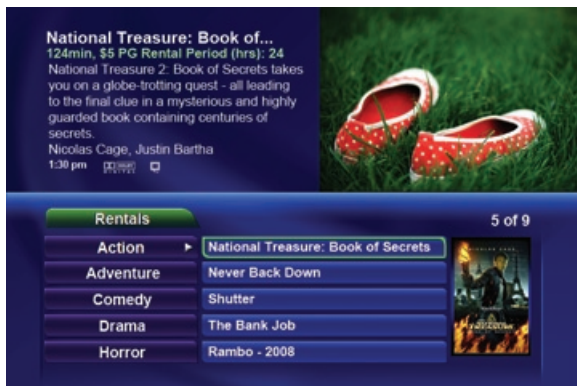 National Treasure: Book of...
124min, $5 PG Rental Period (hrs): 24
National Treasure 2: Book of Secrets takes
you on a globe-trotting quest - all leading
to the final clue in a mysterious and highly
guarded book containing centuries of
secrets.
Nicolas Cage, Justin Bartha
1:30 pm
Rentals
5 of 9
Action
National Treasure: Book of Secrets
Adventure
Never Back Down
Comedy
Shutter
Drama
The Bank Job
Horror
Rambo - 2008